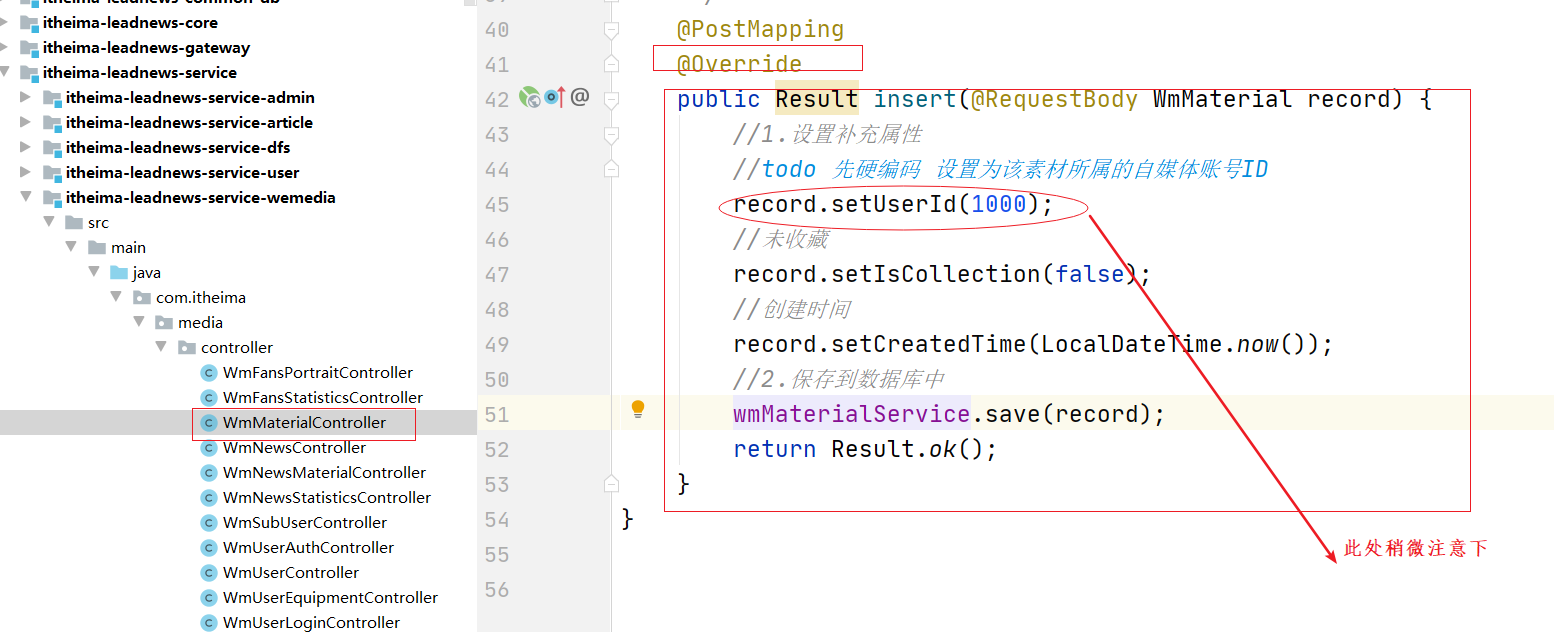 itheima-leadnews-common-db
itheima-leadnews-core
itheima-leadnews-gateway
itheima-leadnews-service
itheima-leadnews-service-admin
itheima-leadnews-service-article
itheima-leadnews-service-dfs
itheima-leadnews-service-user
itheima-leadnews-service-wemedia
src
main
java
com.itheima
media
controller
WmFansPortraitController
WmFansStatisticsController
WmMaterialController
WmNewsController
WmNewsMaterialController
WmNewsStatisticsController
WmSubUserController
WmUserAuthController
WmUserController
WmUserEquipmentController
WmUserLoginController
40 @PostMapping
41 @Override
42 @ public Result insert(@RequestBody WmMaterial record) {
43 //1.设置补充属性
44 //todo 先硬编码 设置为该素材所属的自媒体账号ID
45 record.setUserId(1000);
46 //未收藏
47 record.setIsCollection(false);
48 //创建时间
49 record.setCreatedTime(LocalDateTime.now());
50 //2.保存到数据库中
51 wmMaterialService.save(record);
52 return Result.ok();
53 }
54 }
55
56
此处稍微注意下